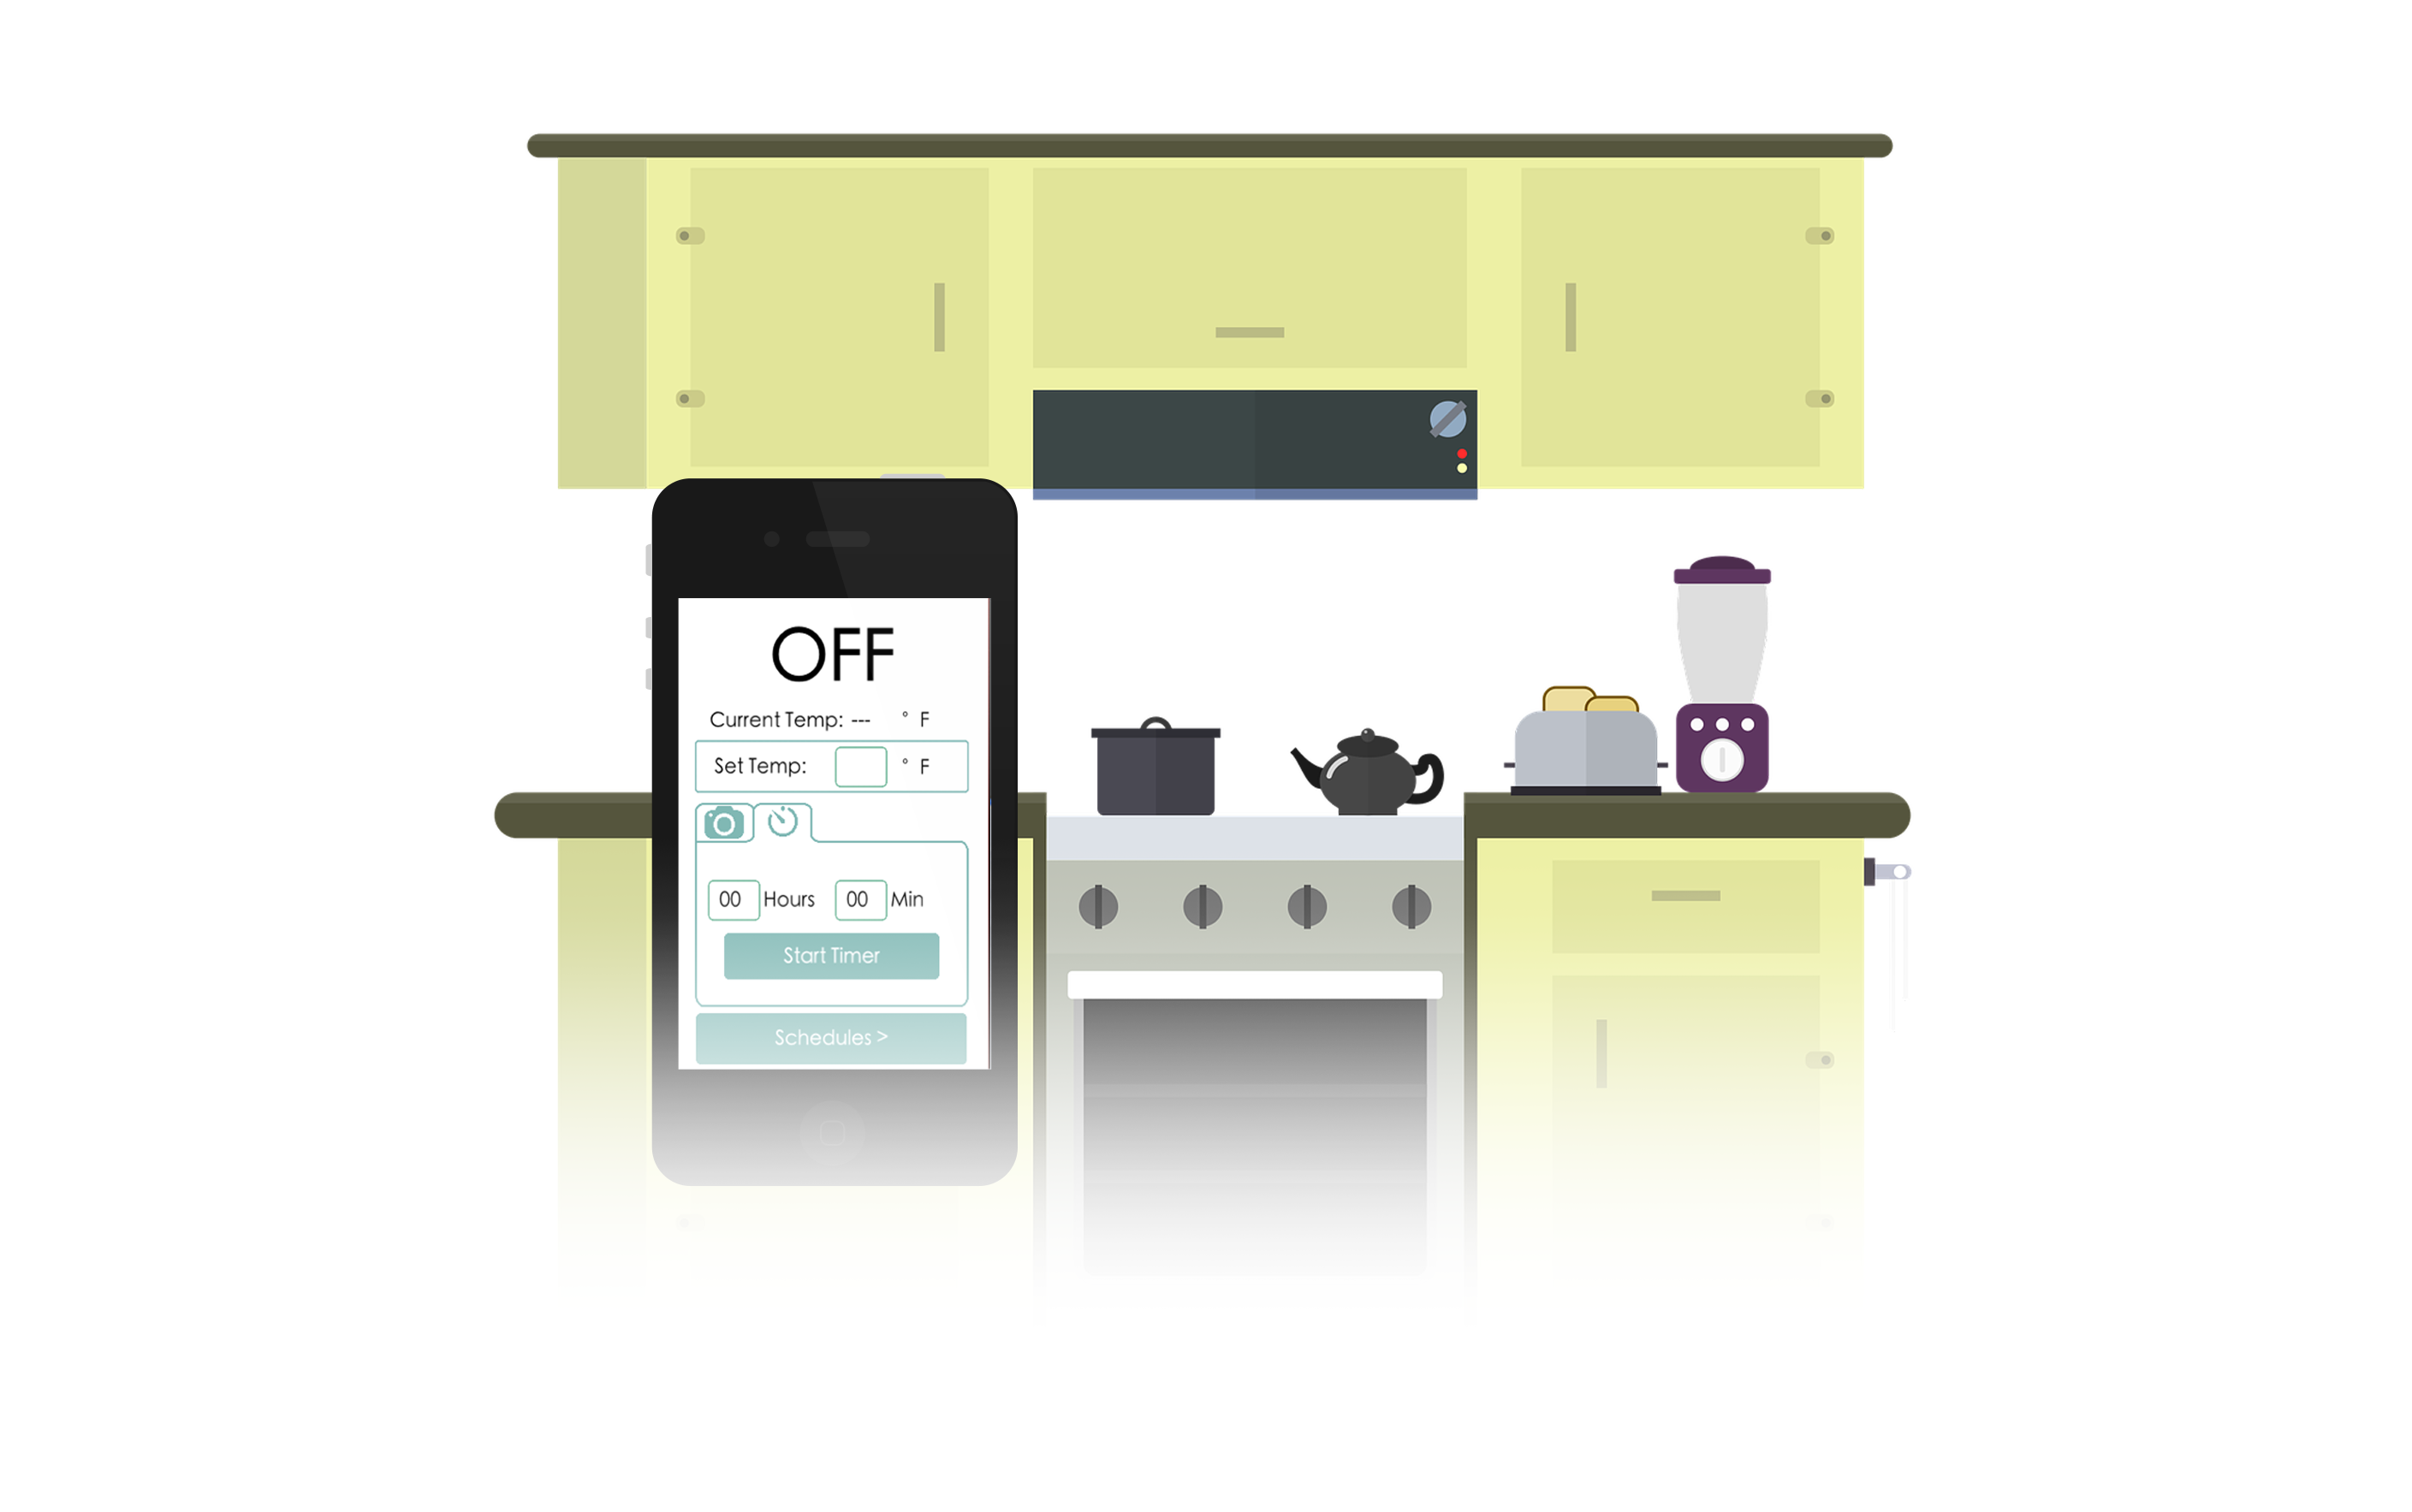 OFF
Current Temp: --- ° F
Set Temp: ° F
00 Hours 00 Min
Start Timer
Schedules >